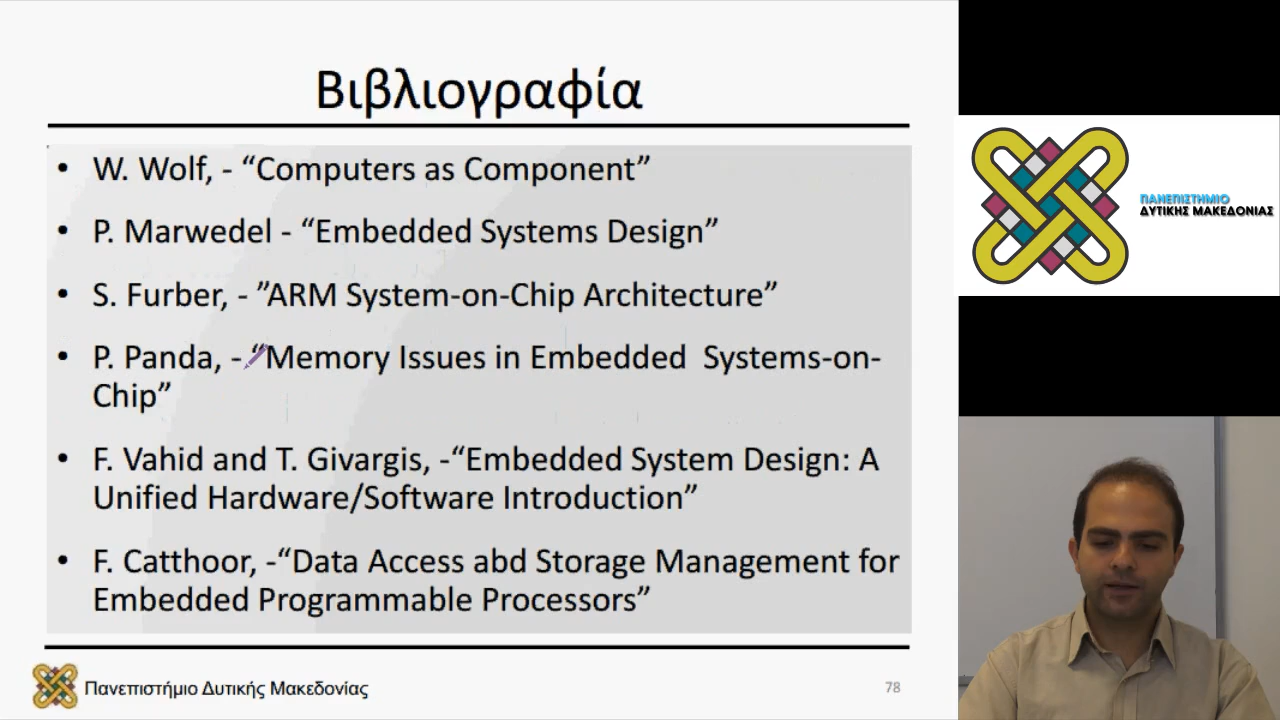 Βιβλιογραφία
• W. Wolf, - “Computers as Component”
• P. Marwedel - “Embedded Systems Design”
• S. Furber, - ”ARM System-on-Chip Architecture”
• P. Panda, - “Memory Issues in Embedded Systems-on-
Chip”
• F. Vahid and T. Givargis, -“Embedded System Design: A
Unified Hardware/Software Introduction”
• F. Catthoor, -“Data Access abd Storage Management for
Embedded Programmable Processors”
Πανεπιστήμιο Δυτικής Μακεδονίας
78
ΠΑΝΕΠΙΣΤΗΜΙΟ
ΔΥΤΙΚΗΣ ΜΑΚΕΔΟΝΙΑΣ